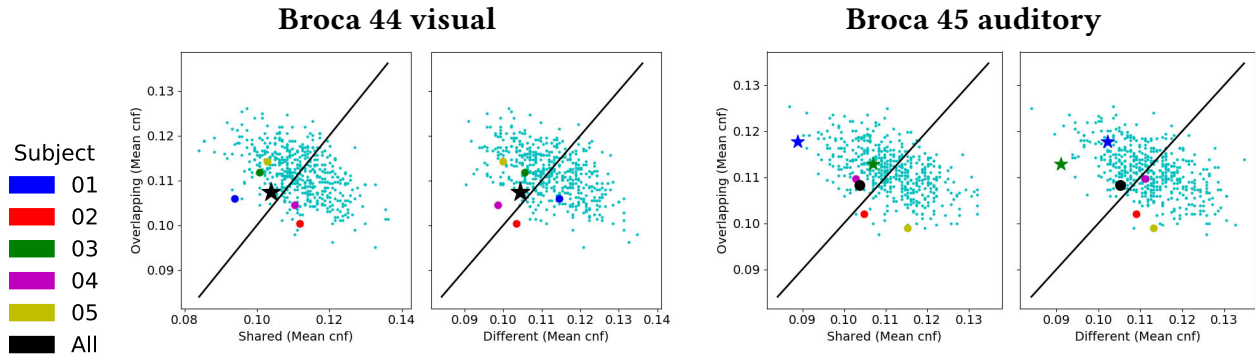 Broca 44 visual
Broca 45 auditory
Subject
01
02
03
04
05
All
Overlapping (Mean cnf)
0.13
0.12
0.11
0.10
0.09
0.08 0.10 0.12 0.14
Shared (Mean cnf)
0.08 0.09 0.10 0.11 0.12 0.13 0.14
Different (Mean cnf)
Overlapping (Mean cnf)
0.13
0.12
0.11
0.10
0.09
0.09 0.10 0.11 0.12 0.13
Shared (Mean cnf)
0.09 0.10 0.11 0.12 0.13
Different (Mean cnf)